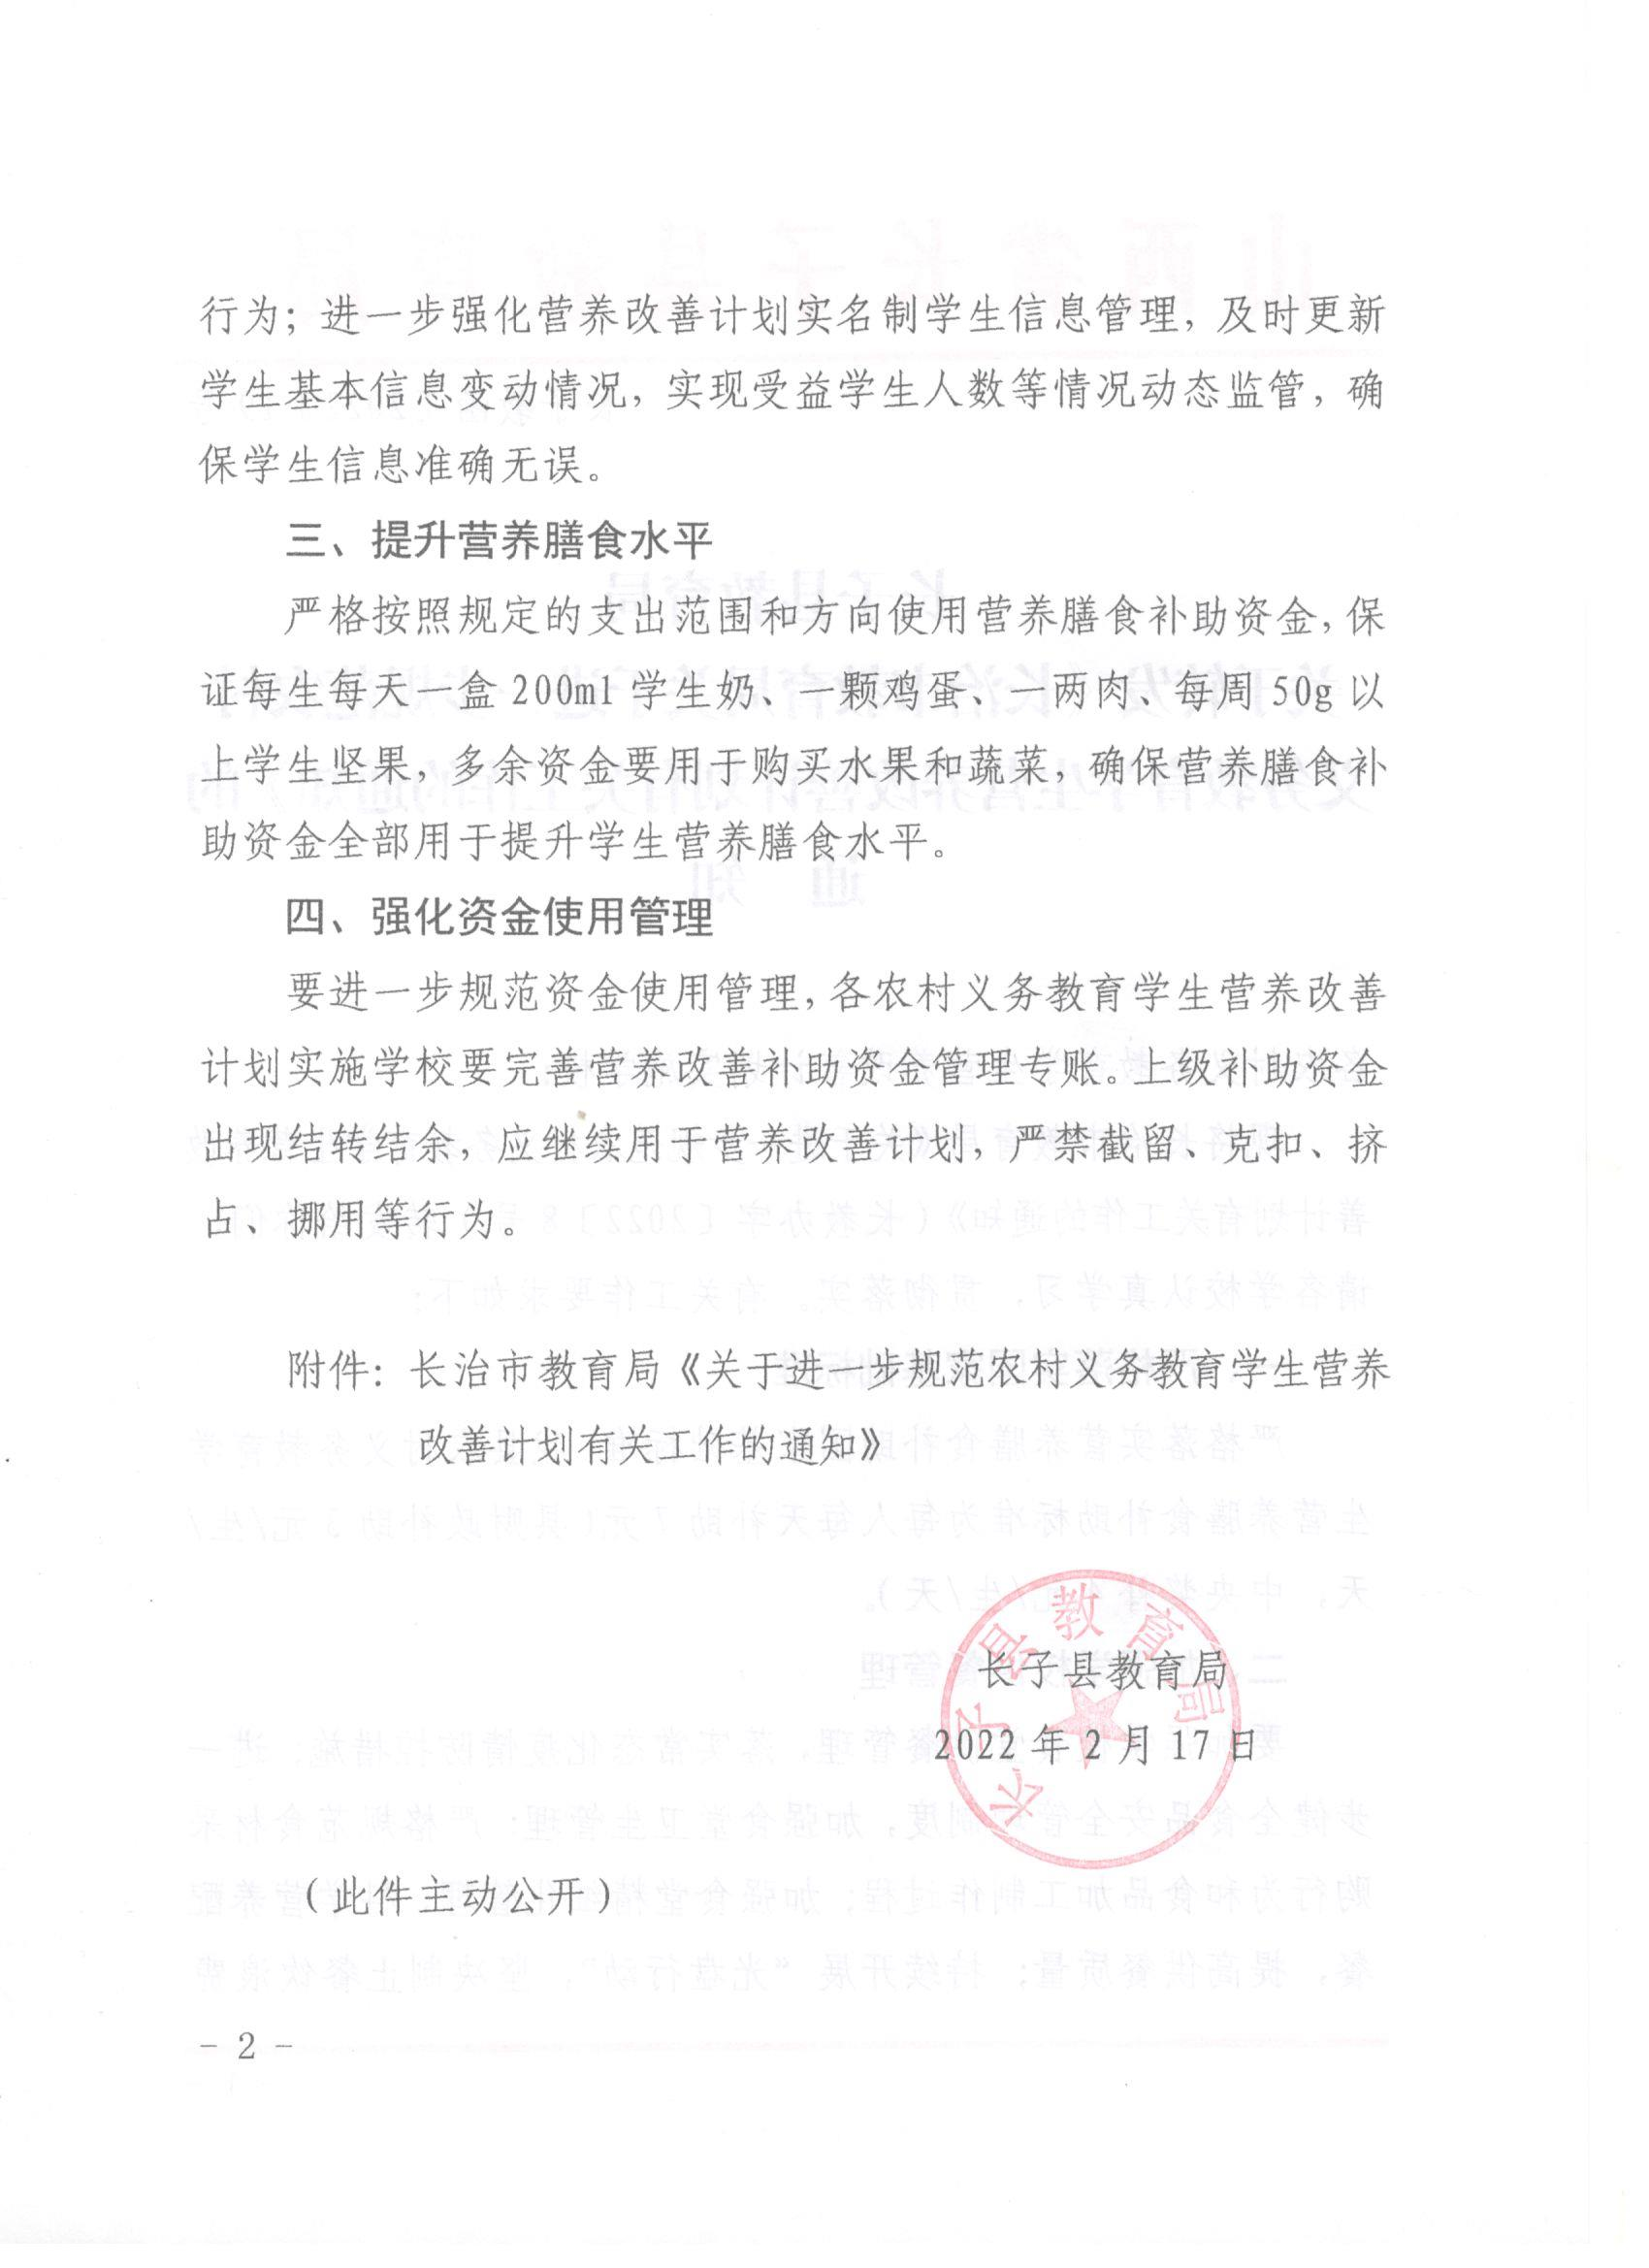 行为；进一步强化营养改善计划实名制学生信息管理，及时更新
学生基本信息变动情况，实现受益学生人数等情况动态监管，确
保学生信息准确无误。
三、提升营养膳食水平
严格按照规定的支出范围和方向使用营养膳食补助资金，保
证每生每天一盒200ml学生奶、一颗鸡蛋、一两肉、每周50g以
上学生坚果，多余资金要用于购买水果和蔬菜，确保营养膳食补
助资金全部用于提升学生营养膳食水平。
四、强化资金使用管理
要进一步规范资金使用管理，各农村义务教育学生营养改善
计划实施学校要完善营养改善补助资金管理专账。上级补助资金
出现结转结余，应继续用于营养改善计划，严禁截留、克扣、挤
占、挪用等行为。
附件：长治市教育局《关于进一步规范农村义务教育学生营养
改善计划有关工作的通知》
长子县教育局
长子县教育局
2022年2月17日
（此件主动公开）
- 2 -